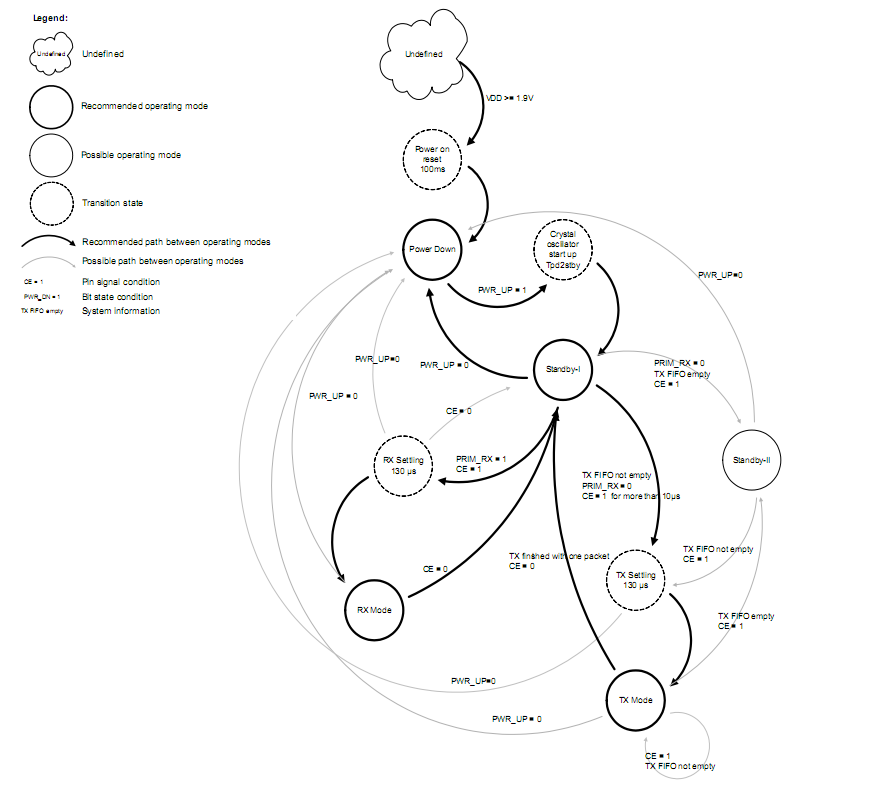 Legend:
Undefined
Undefined
Recommended operating mode
Possible operating mode
Transition state
Recommended path between operating modes
Possible path between operating modes
CE = 1
Pin signal condition
PWR_DN = 1
Bit state condition
TX FIFO empty
System information
Undefined
VDD >= 1.9V
Power on
reset
100ms
Power Down
Crystal
oscillator
start up
Tpd2stby
PWR_UP = 1
PWR_UP=0
PWR_UP=0
PWR_UP = 0
Standby-I
PRIM_RX = 0
TX FIFO empty
CE = 1
PWR_UP = 0
CE = 0
RX Settling
130 µs
PRIM_RX = 1
CE = 1
Standby-II
TX FIFO not empty
PRIM_RX = 0
CE = 1 for more than 10µs
TX finished with one packet
CE = 0
CE = 0
TX FIFO not empty
CE = 1
TX Settling
130 µs
RX Mode
TX FIFO empty
CE = 1
PWR_UP=0
TX Mode
PWR_UP = 0
CE = 1
TX FIFO not empty